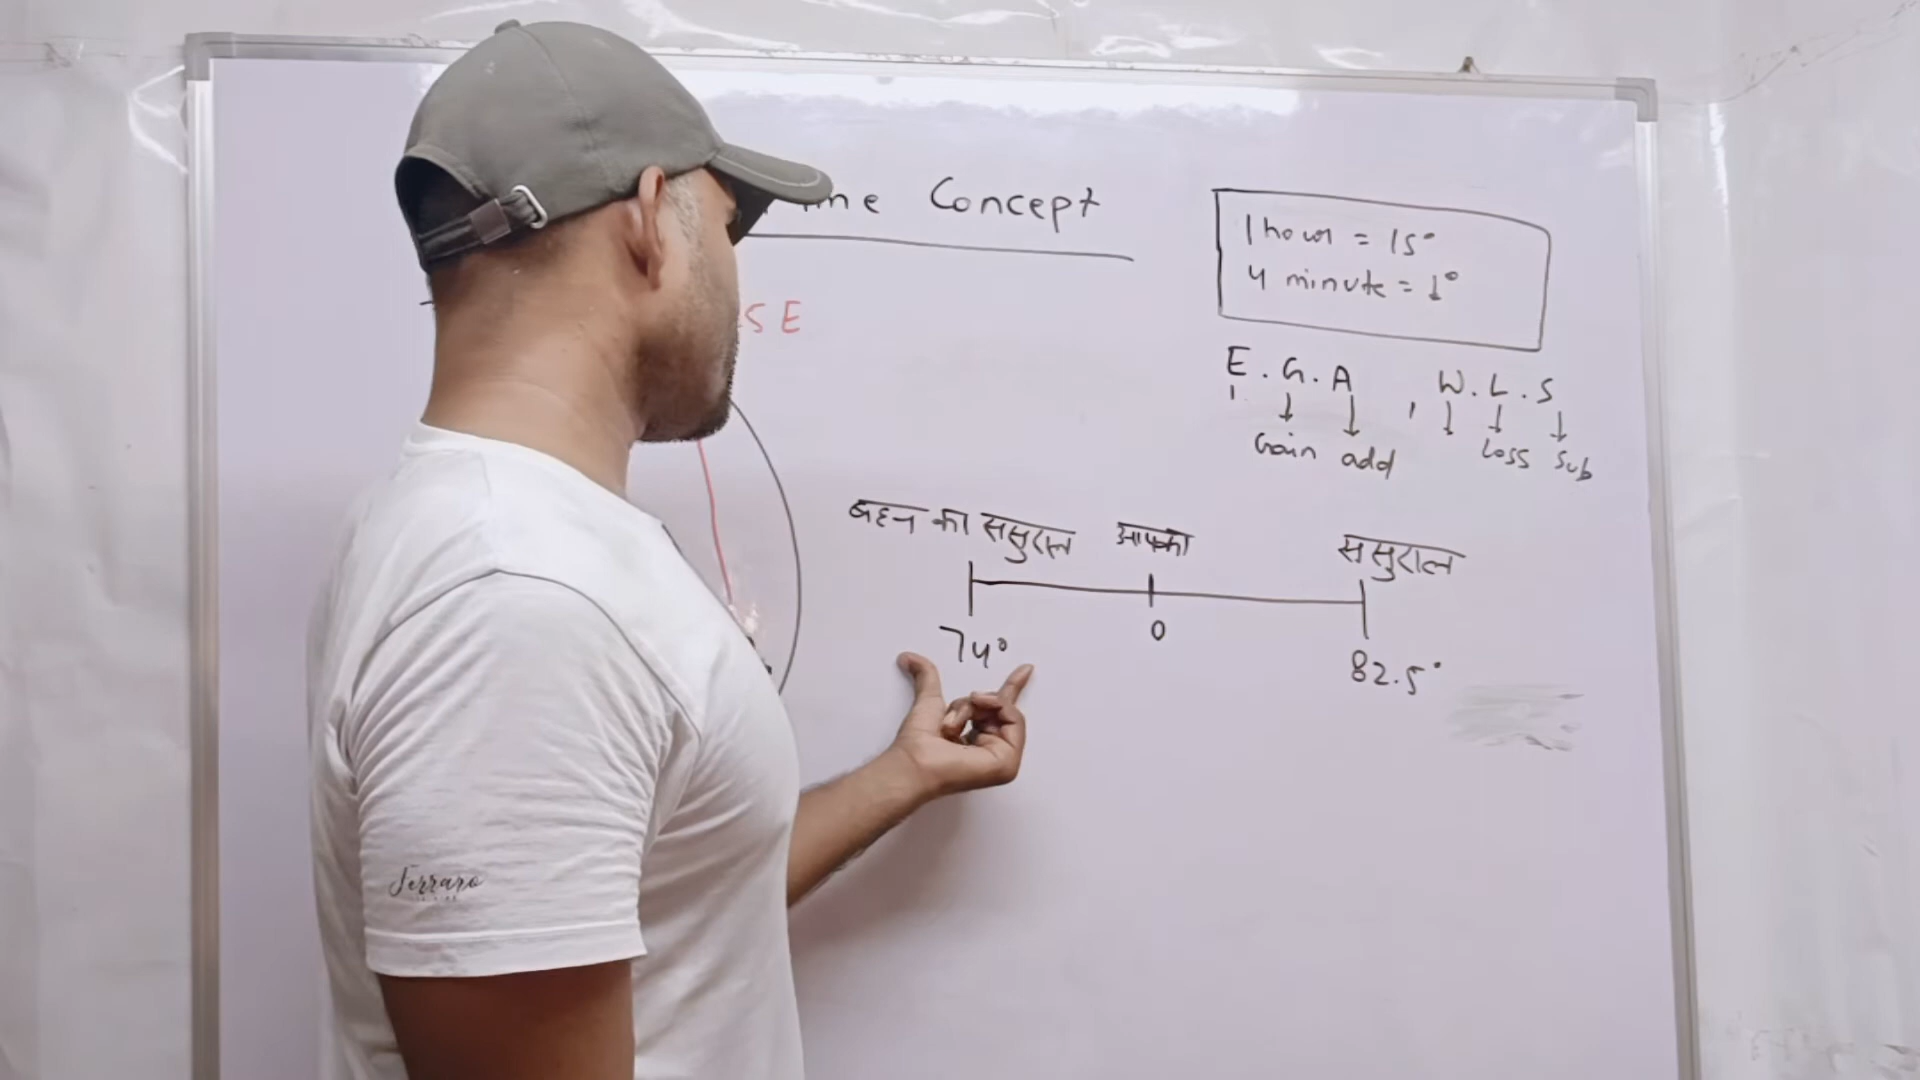 Concept
1 hour = 15°
4 minute = 1°
S E
E. G. A , W. L. S
Gain add Loss Sub
बहन का ससुराल आपका ससुराल
74° 0 82.5°
Ferraro